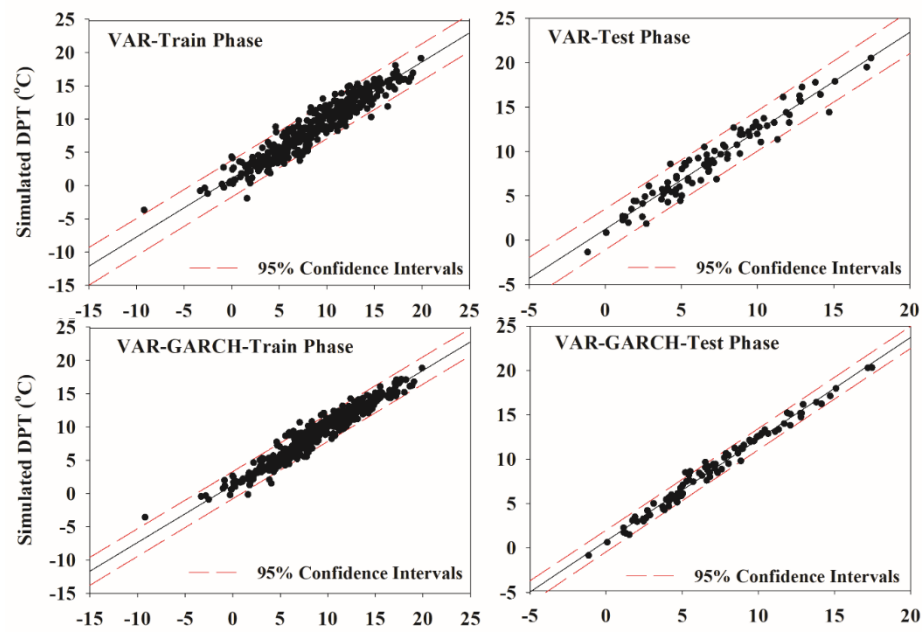 25
20
15
10
5
0
-5
-10
-15
VAR-Train Phase
95% Confidence Intervals
-15 -10 -5 0 5 10 15 20 25
Simulated DPT (°C)
25
20
15
10
5
0
-5
VAR-Test Phase
95% Confidence Intervals
-5 0 5 10 15 20
25
20
15
10
5
0
-5
-10
-15
VAR-GARCH-Train Phase
95% Confidence Intervals
-15 -10 -5 0 5 10 15 20 25
Simulated DPT (°C)
25
20
15
10
5
0
-5
VAR-GARCH-Test Phase
95% Confidence Intervals
-5 0 5 10 15 20